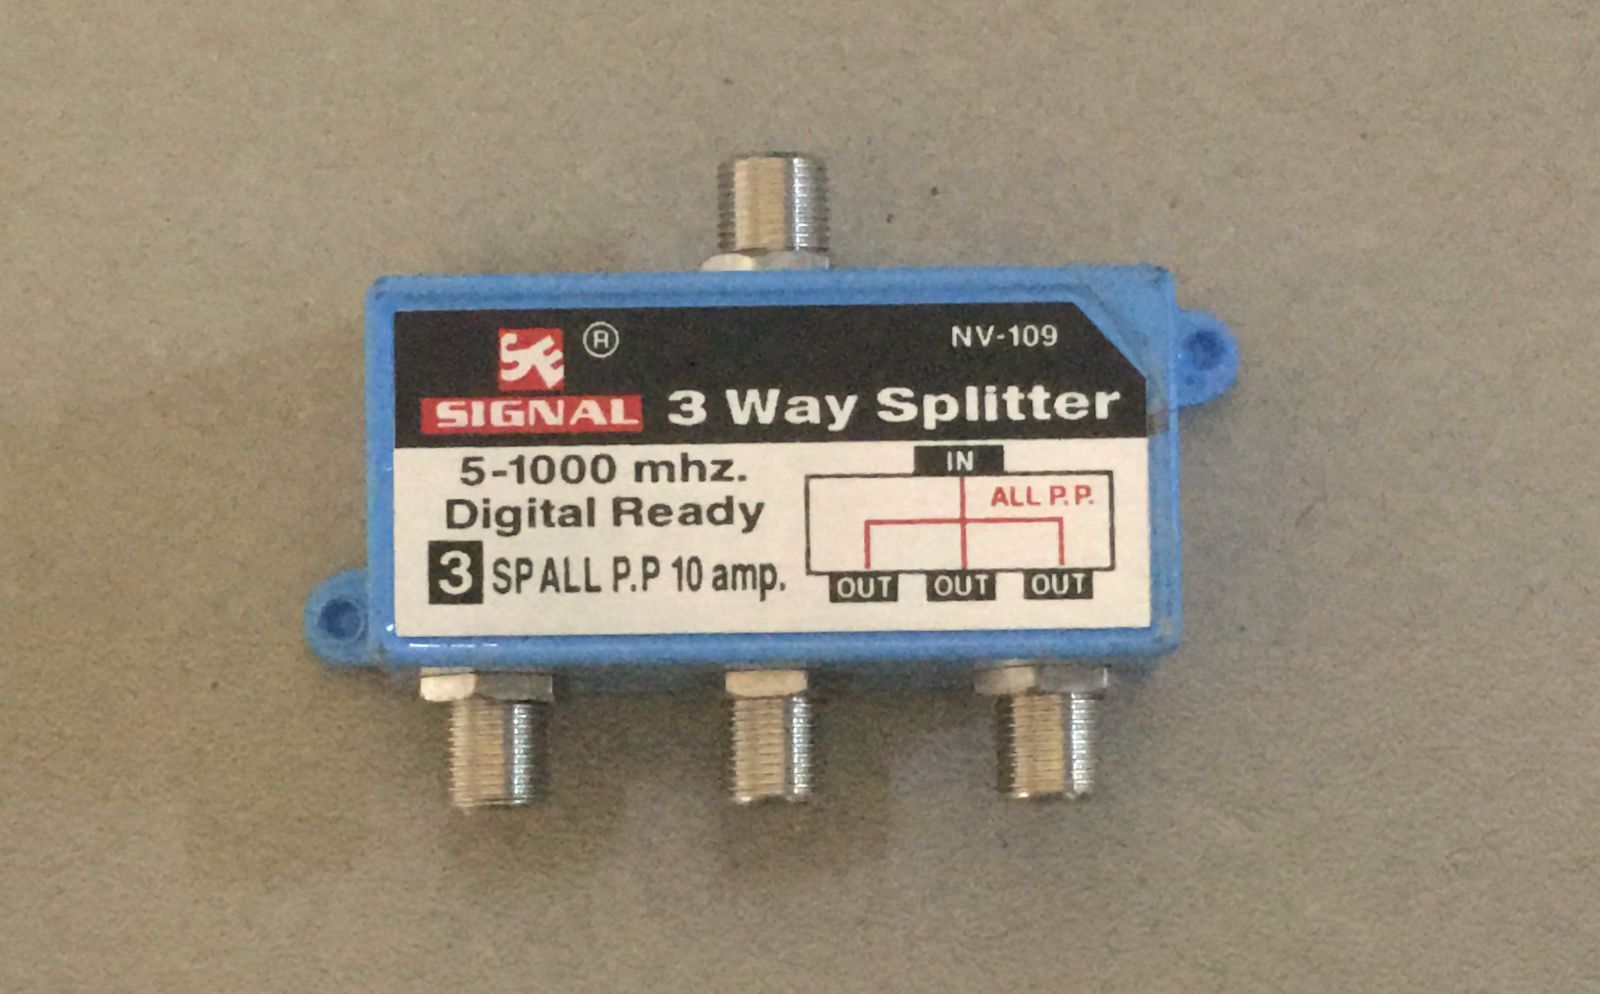 SE ® NV-109
SIGNAL 3 Way Splitter
5-1000 mhz.
Digital Ready
3 SP ALL P.P 10 amp.
IN
ALL P.P.
OUT OUT OUT